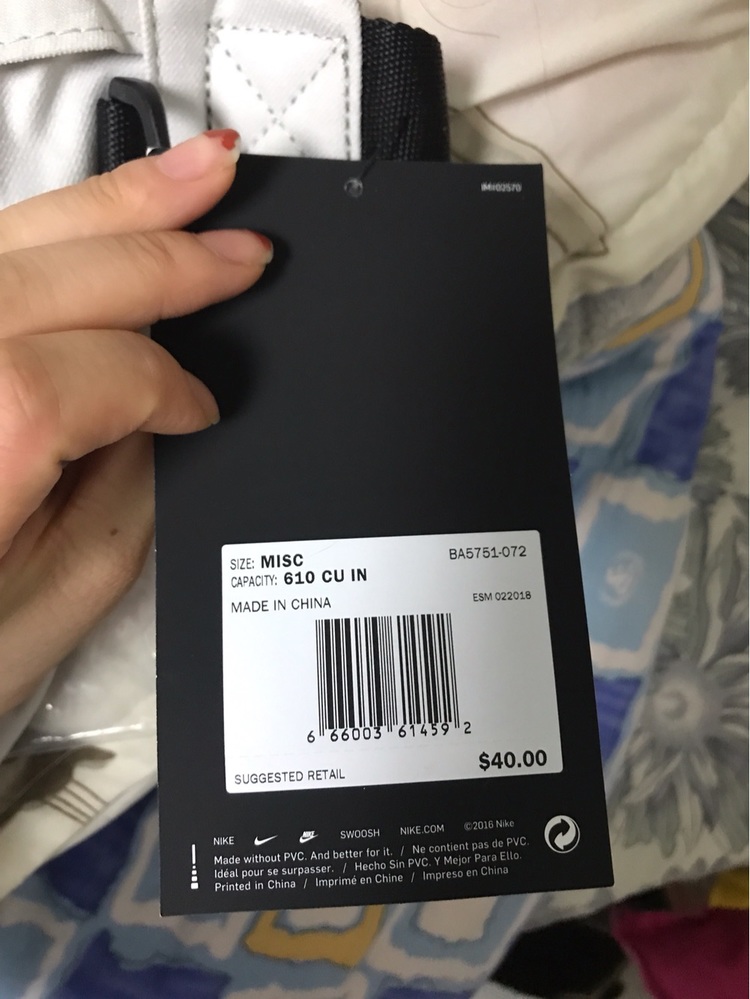 IM#03570
SIZE: MISC
BA5751-072
CAPACITY: 610 CU IN
MADE IN CHINA
ESM 022018
6 66003 61459 2
SUGGESTED RETAIL
$40.00
NIKE SWOOSH NIKE.COM ©2016 Nike
Made without PVC. And better for it. / Ne contient pas de PVC.
Idéal pour se surpasser. / Hecho Sin PVC. Y Mejor Para Ello.
Printed in China / Imprimé en Chine / Impreso en China